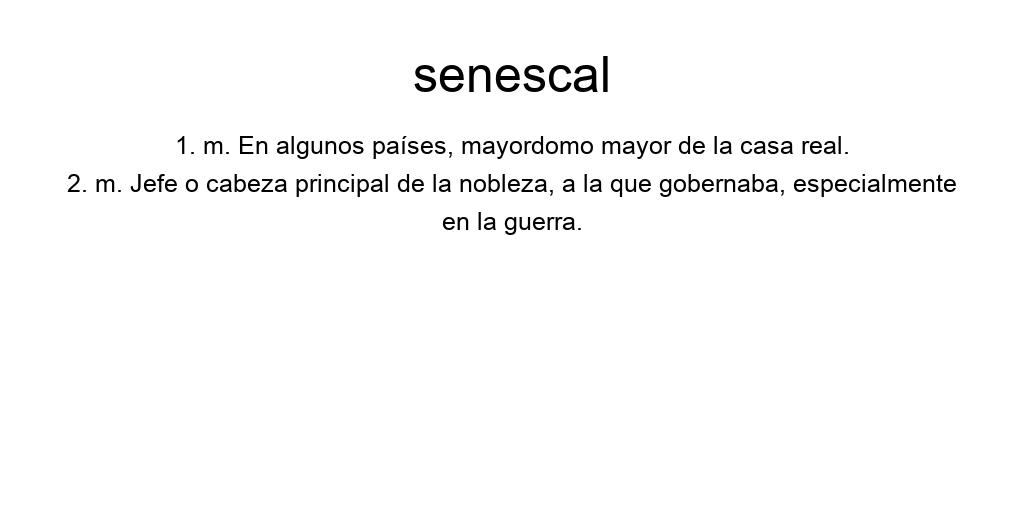 senescal
1. m. En algunos países, mayordomo mayor de la casa real.
2. m. Jefe o cabeza principal de la nobleza, a la que gobernaba, especialmente
en la guerra.